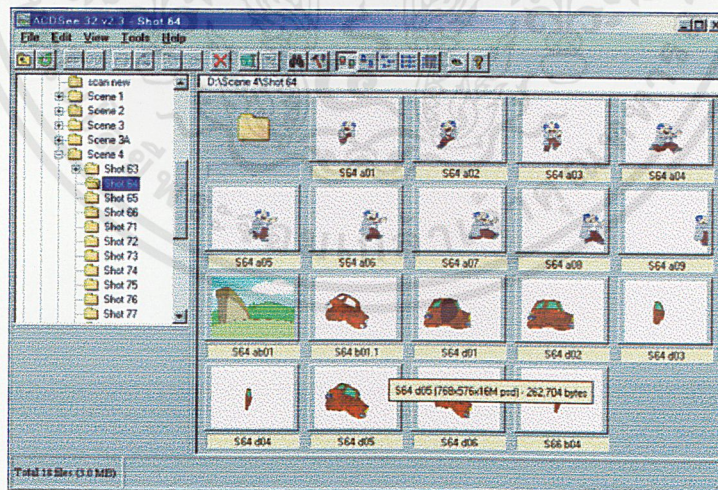 ACDSee 32 v2.3 - Shot 64
File Edit View Tools Help
D:\Scene 4\Shot 64
scan new
Scene 1
Scene 2
Scene 3
Scene 3A
Scene 4
Shot 63
Shot 64
Shot 65
Shot 66
Shot 71
Shot 72
Shot 73
Shot 74
Shot 75
Shot 76
Shot 77
S64 a01
S64 a02
S64 a03
S64 a04
S64 a05
S64 a06
S64 a07
S64 a08
S64 a09
S64 ab01
S64 b01.1
S64 d01
S64 d02
S64 d03
S64 d05 (768x576x16M psd) - 262,704 bytes
S64 d04
S64 d05
S64 d06
S66 b04
Total 18 files (3.0 MB)